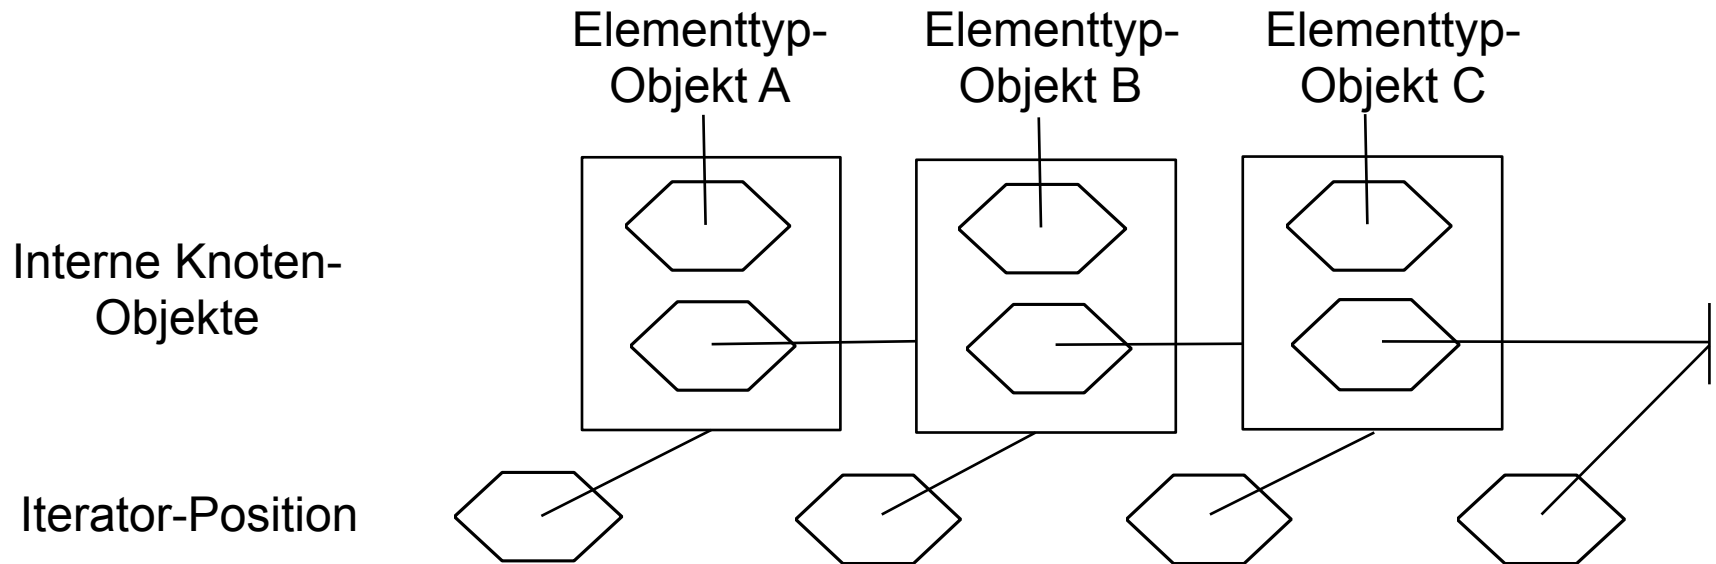 Elementtyp-
Objekt A
Elementtyp-
Objekt B
Elementtyp-
Objekt C
Interne Knoten-
Objekte
Iterator-Position